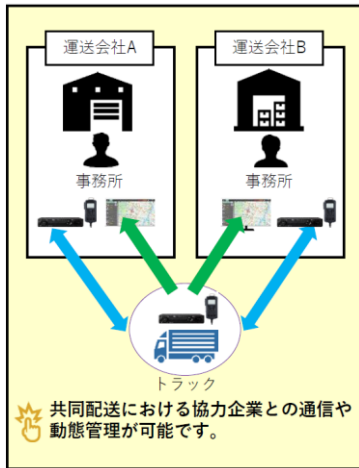 運送会社A
運送会社B
事務所
事務所
トラック
共同配送における協力企業との通信や
動態管理が可能です。